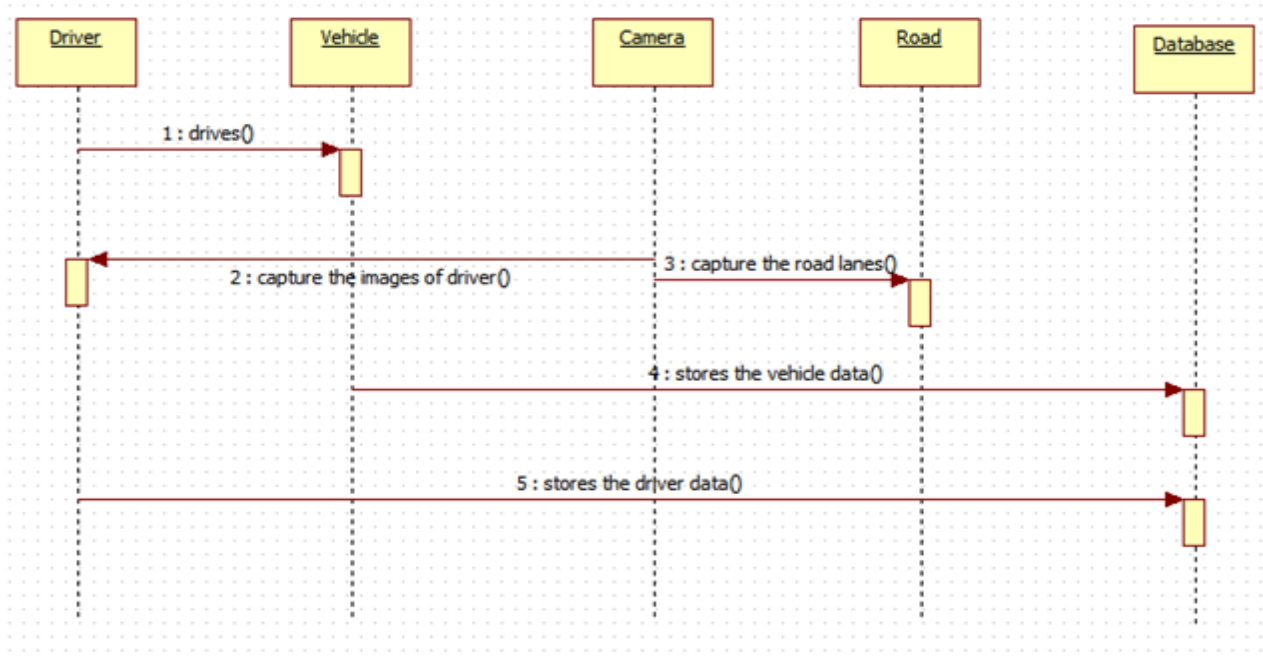 Driver
Vehicle
Camera
Road
Database
1 : drives()
2 : capture the images of driver()
3 : capture the road lanes()
4 : stores the vehicle data()
5 : stores the driver data()